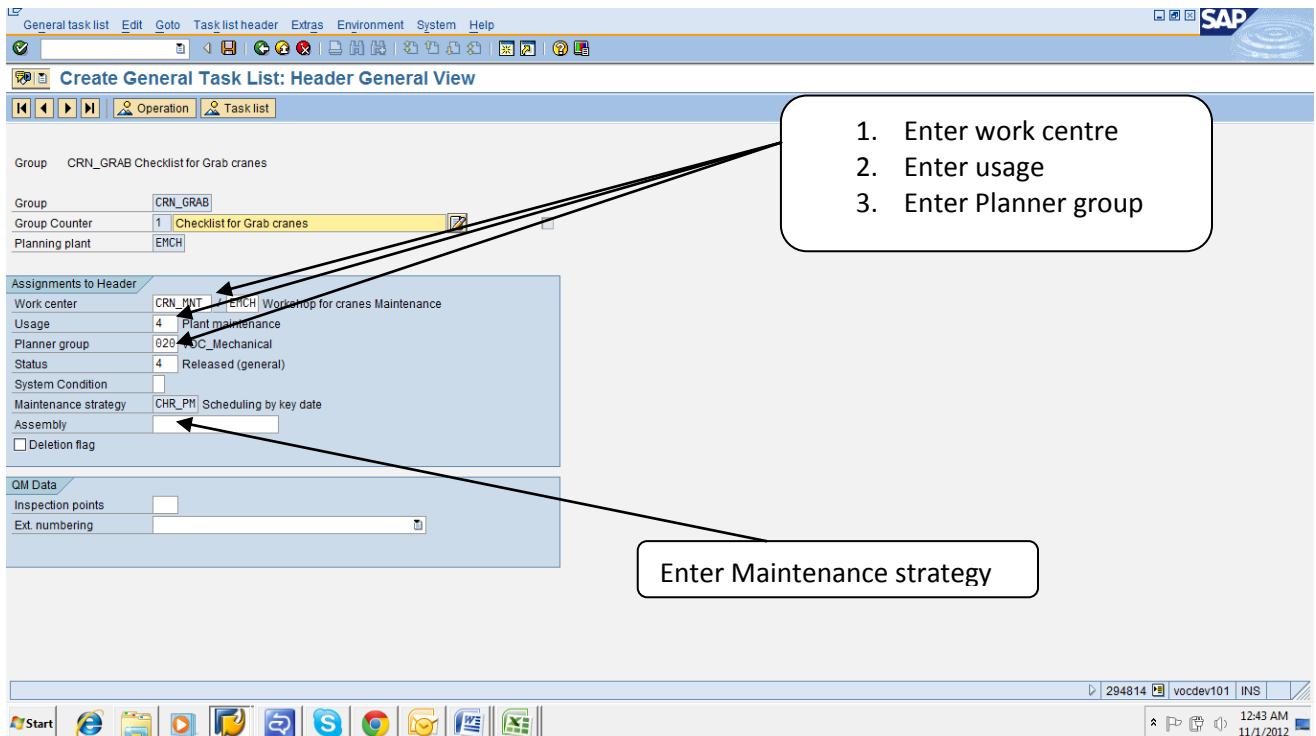 General task list Edit Goto Task list header Extras Environment System Help
SAP
Create General Task List: Header General View
Operation Task list
1. Enter work centre
2. Enter usage
3. Enter Planner group
Group CRN_GRAB Checklist for Grab cranes
Group CRN_GRAB
Group Counter 1 Checklist for Grab cranes
Planning plant EMCH
Assignments to Header
Work center CRN_MNT / EMCH Workshop for cranes Maintenance
Usage 4 Plant maintenance
Planner group 020 VOC_Mechanical
Status 4 Released (general)
System Condition
Maintenance strategy CHR_PM Scheduling by key date
Assembly
Deletion flag
QM Data
Inspection points
Ext. numbering
Enter Maintenance strategy
294814 vocdev101 INS
Start
12:43 AM
11/1/2012